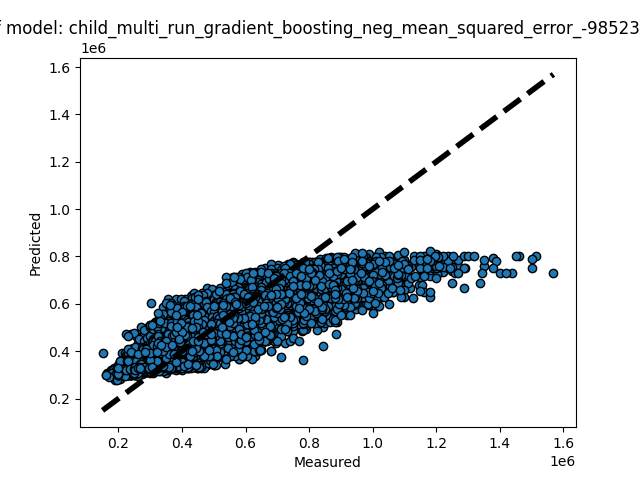 model: child_multi_run_gradient_boosting_neg_mean_squared_error_-98523
1e6
1.6
1.4
1.2
1.0
0.8
0.6
0.4
0.2
Predicted
0.2 0.4 0.6 0.8 1.0 1.2 1.4 1.6
Measured
1e6